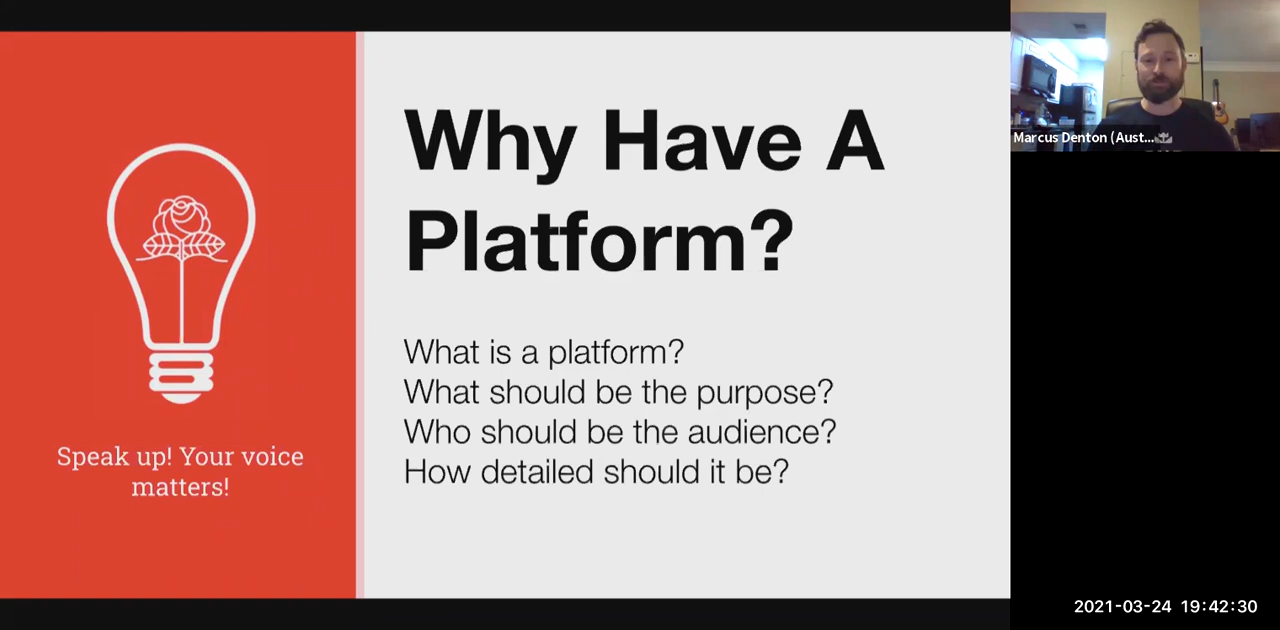 Why Have A
Platform?
What is a platform?
What should be the purpose?
Who should be the audience?
How detailed should it be?
Speak up! Your voice
matters!
Marcus Denton (Aust...
2021-03-24 19:42:30